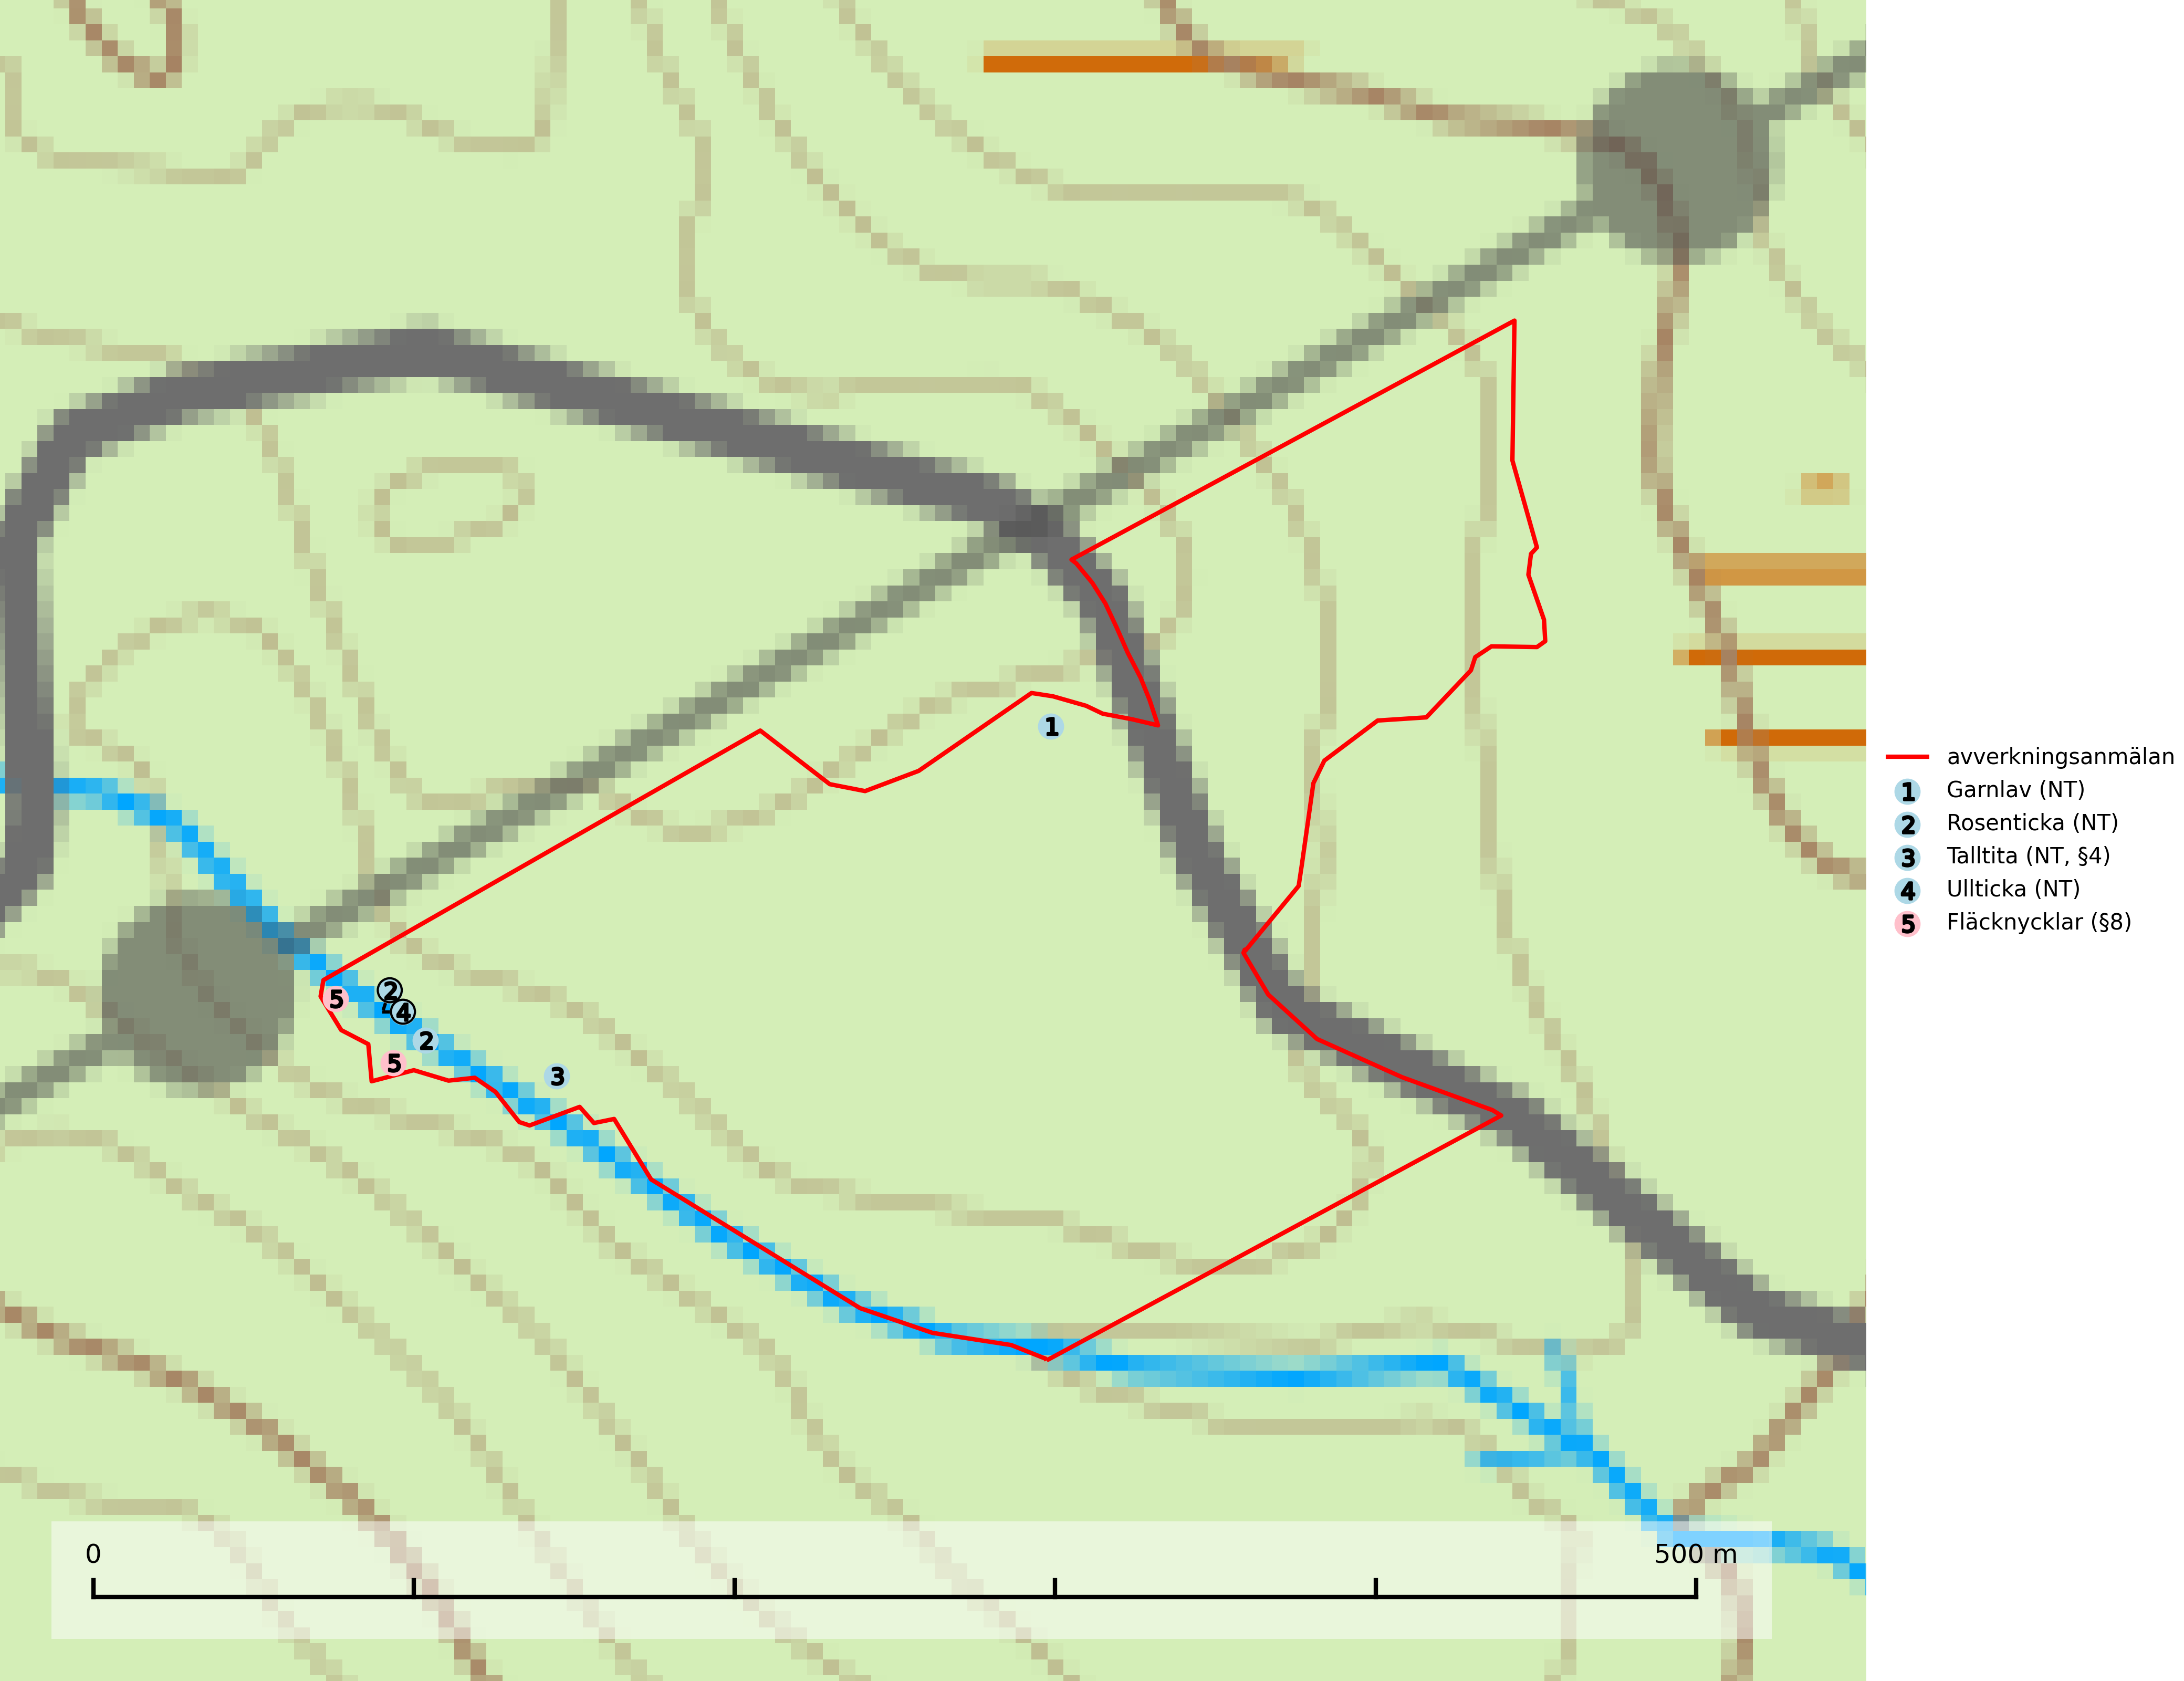 1
avverkningsanmälan
1 Garnlav (NT)
2 Rosenticka (NT)
3 Talltita (NT, §4)
4 Ullticka (NT)
5 Fläcknycklar (§8)
2
5
4
2
5
3
0
500 m